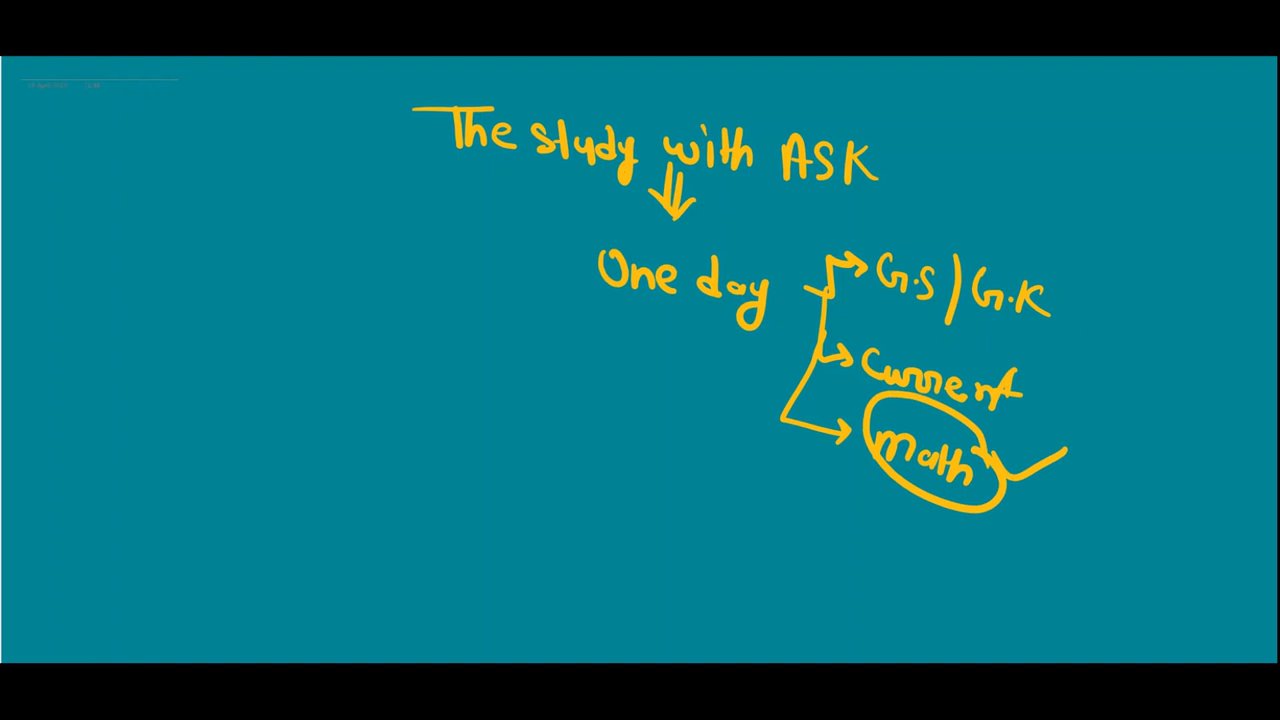 The study with ASK
One day
G.S / G.K
Current
Math